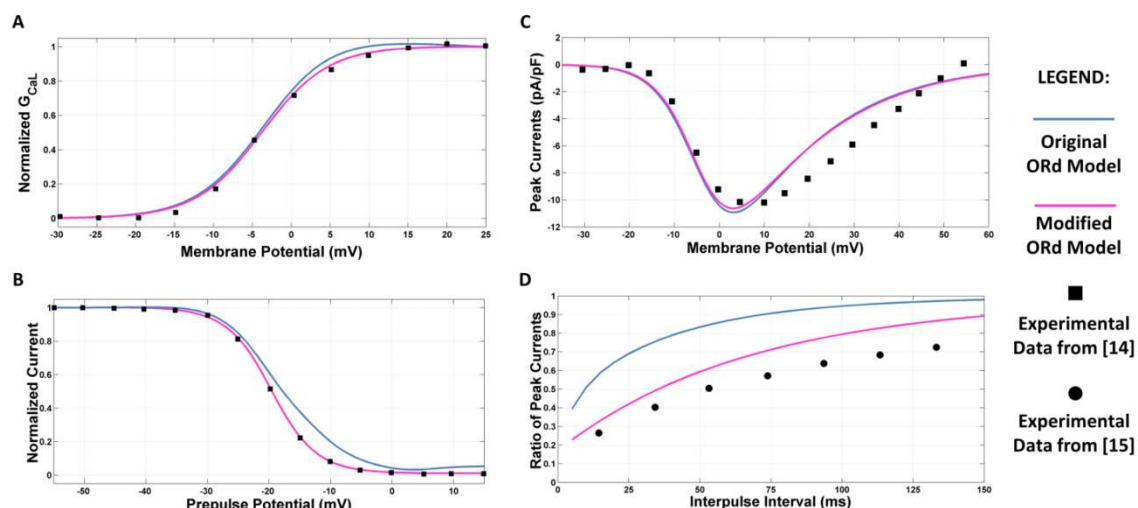 A
Normalized G_CaL
1
0.8
0.6
0.4
0.2
0
-30 -25 -20 -15 -10 -5 0 5 10 15 20 25
Membrane Potential (mV)
B
Normalized Current
1
0.8
0.6
0.4
0.2
0
-50 -40 -30 -20 -10 0 10
Prepulse Potential (mV)
C
Peak Currents (pA/pF)
2
0
-2
-4
-6
-8
-10
-12
-30 -20 -10 0 10 20 30 40 50 60
Membrane Potential (mV)
D
Ratio of Peak Currents
1
0.9
0.8
0.7
0.6
0.5
0.4
0.3
0.2
0.1
0
0 25 50 75 100 125 150
Interpulse Interval (ms)
LEGEND:
Original
ORd Model
Modified
ORd Model
Experimental
Data from [14]
Experimental
Data from [15]